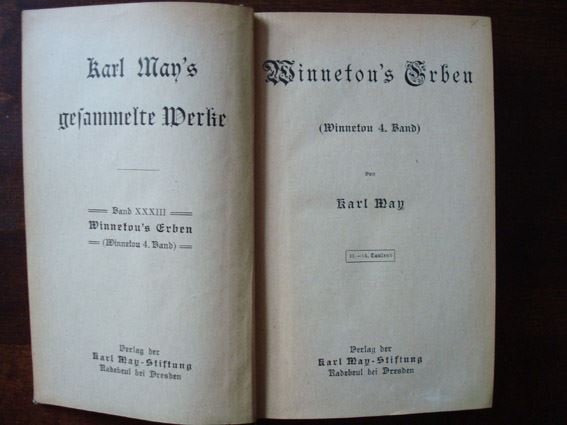 Karl May's
gesammelte Werke
Band XXXIII
Winnetou's Erben
(Winnetou 4. Band)
Verlag der
Karl May-Stiftung
Radebeul bei Dresden
Winnetou's Erben
(Winnetou 4. Band)
von
Karl May
Tausend
Verlag der
Karl May-Stiftung
Radebeul bei Dresden